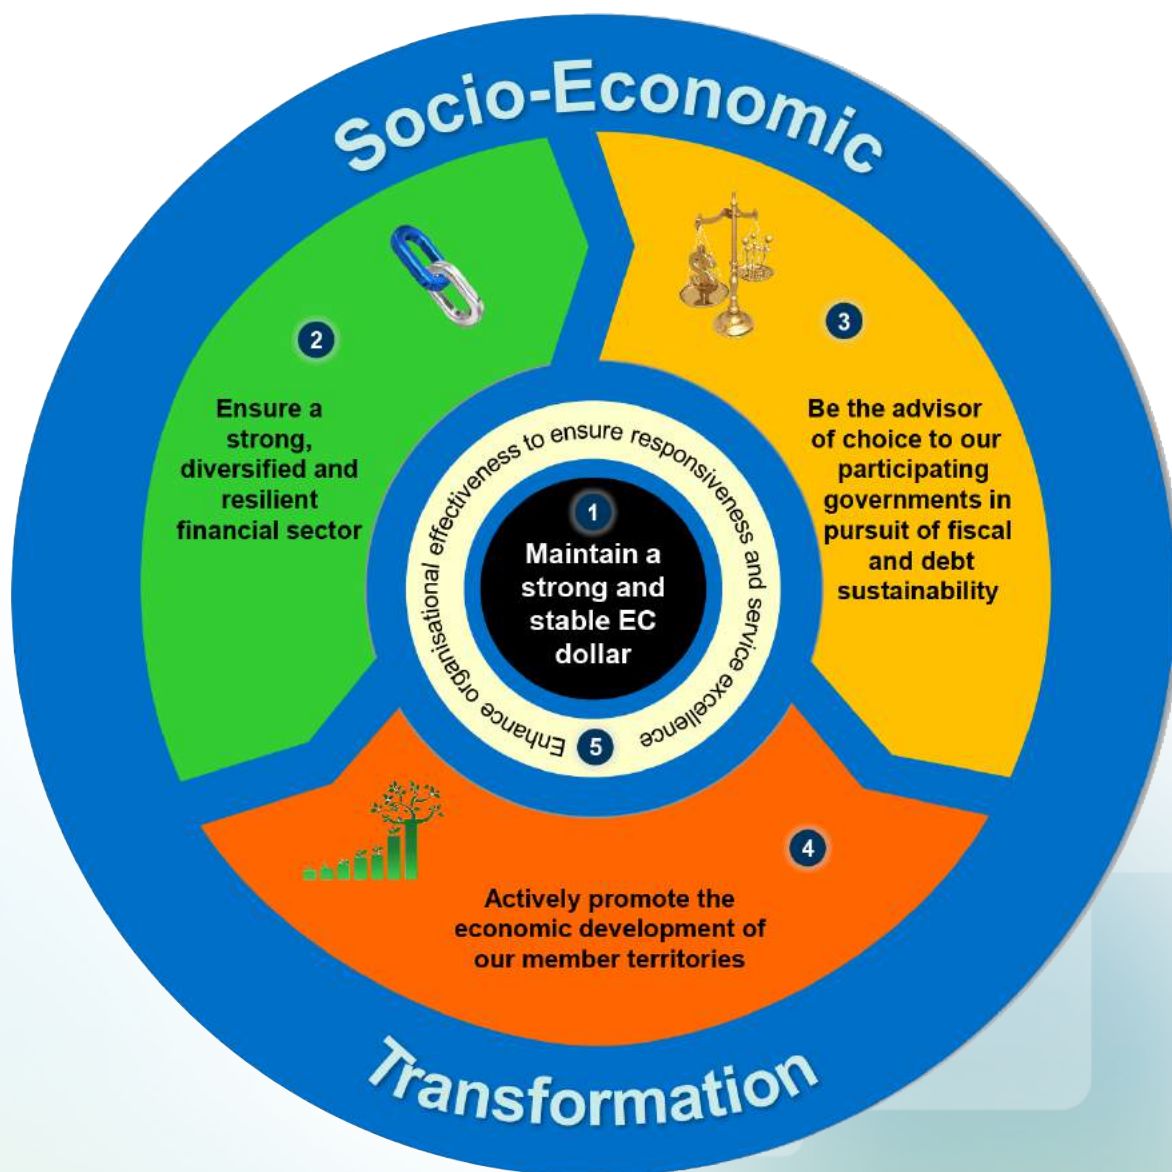 Socio-Economic
2
Ensure a
strong,
diversified and
resilient
financial sector
3
Be the advisor
of choice to our
participating
governments in
pursuit of fiscal
and debt
sustainability
1
Maintain a
strong and
stable EC
dollar
Enhance organisational effectiveness to ensure responsiveness and service excellence
5
4
Actively promote the
economic development of
our member territories
Transformation